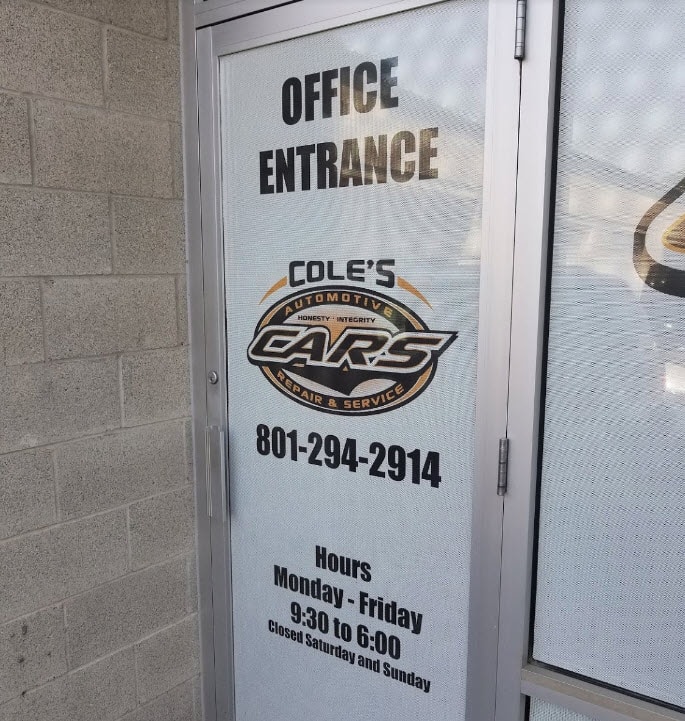 OFFICE
ENTRANCE
COLE'S
AUTOMOTIVE
HONESTY · INTEGRITY
CARS
REPAIR & SERVICE
801-294-2914
Hours
Monday - Friday
9:30 to 6:00
Closed Saturday and Sunday